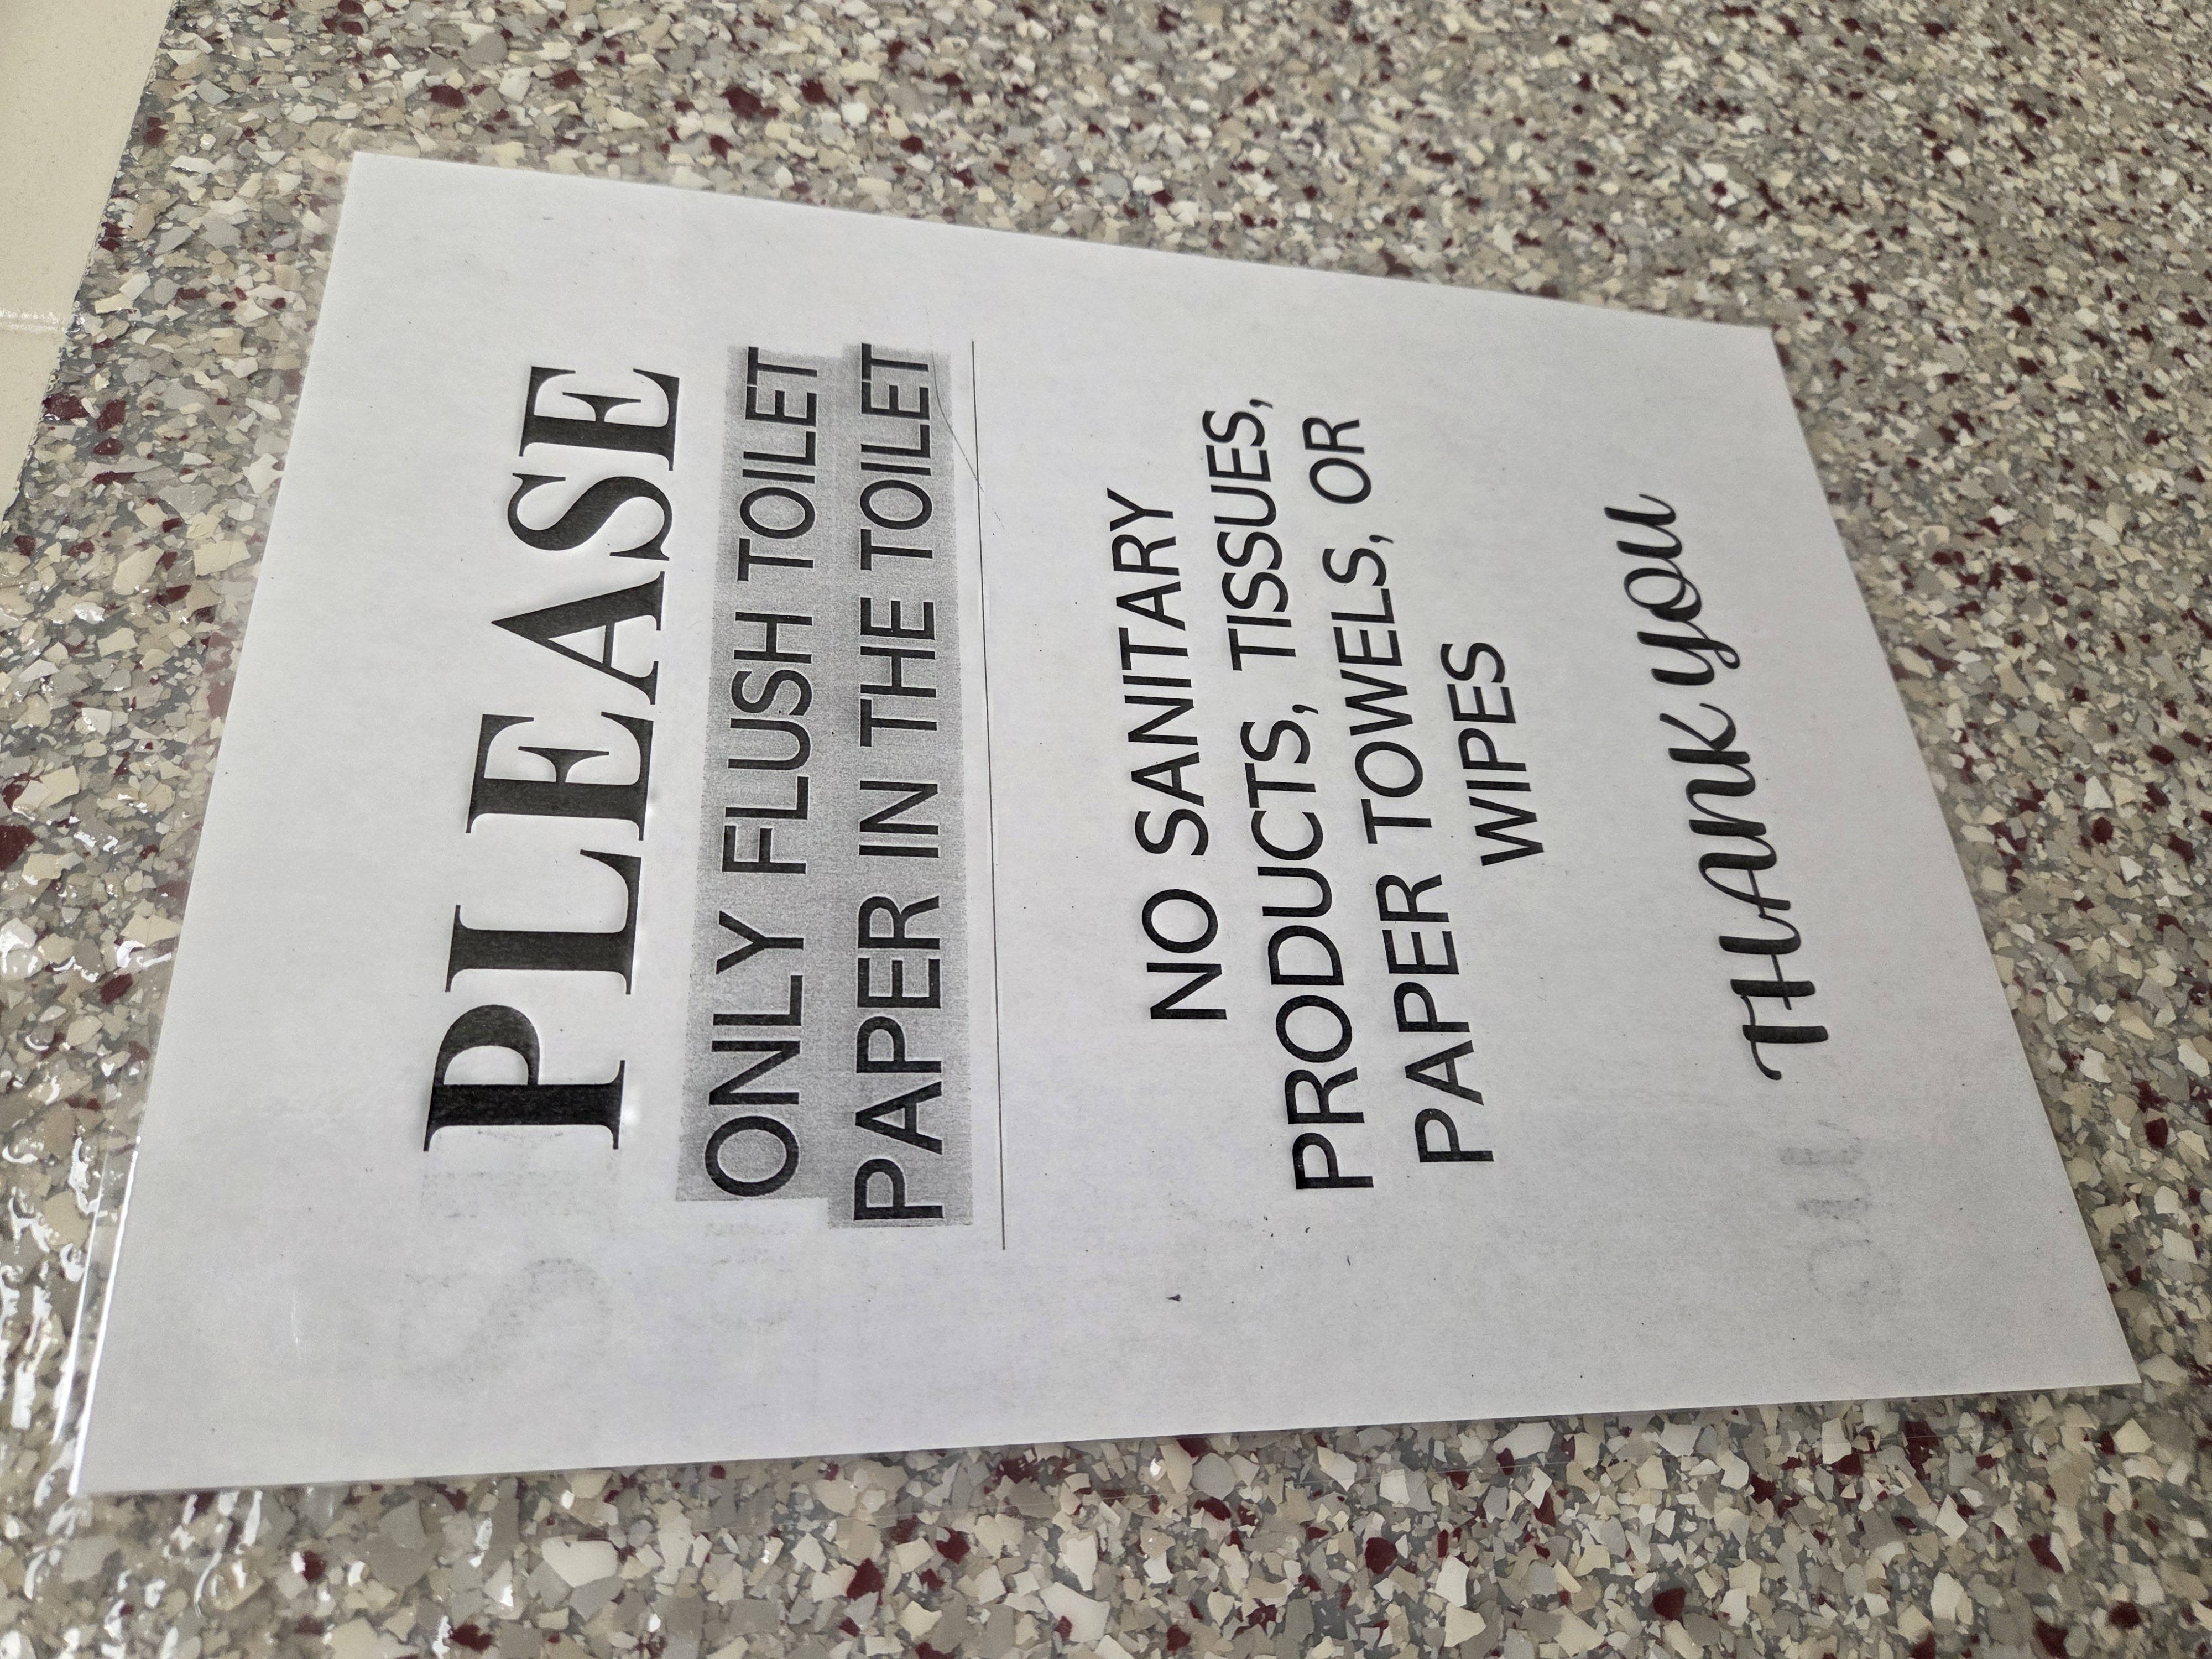 PLEASE
ONLY FLUSH TOILET
PAPER IN THE TOILET
NO SANITARY
PRODUCTS, TISSUES,
PAPER TOWELS, OR
WIPES
THANK YOU